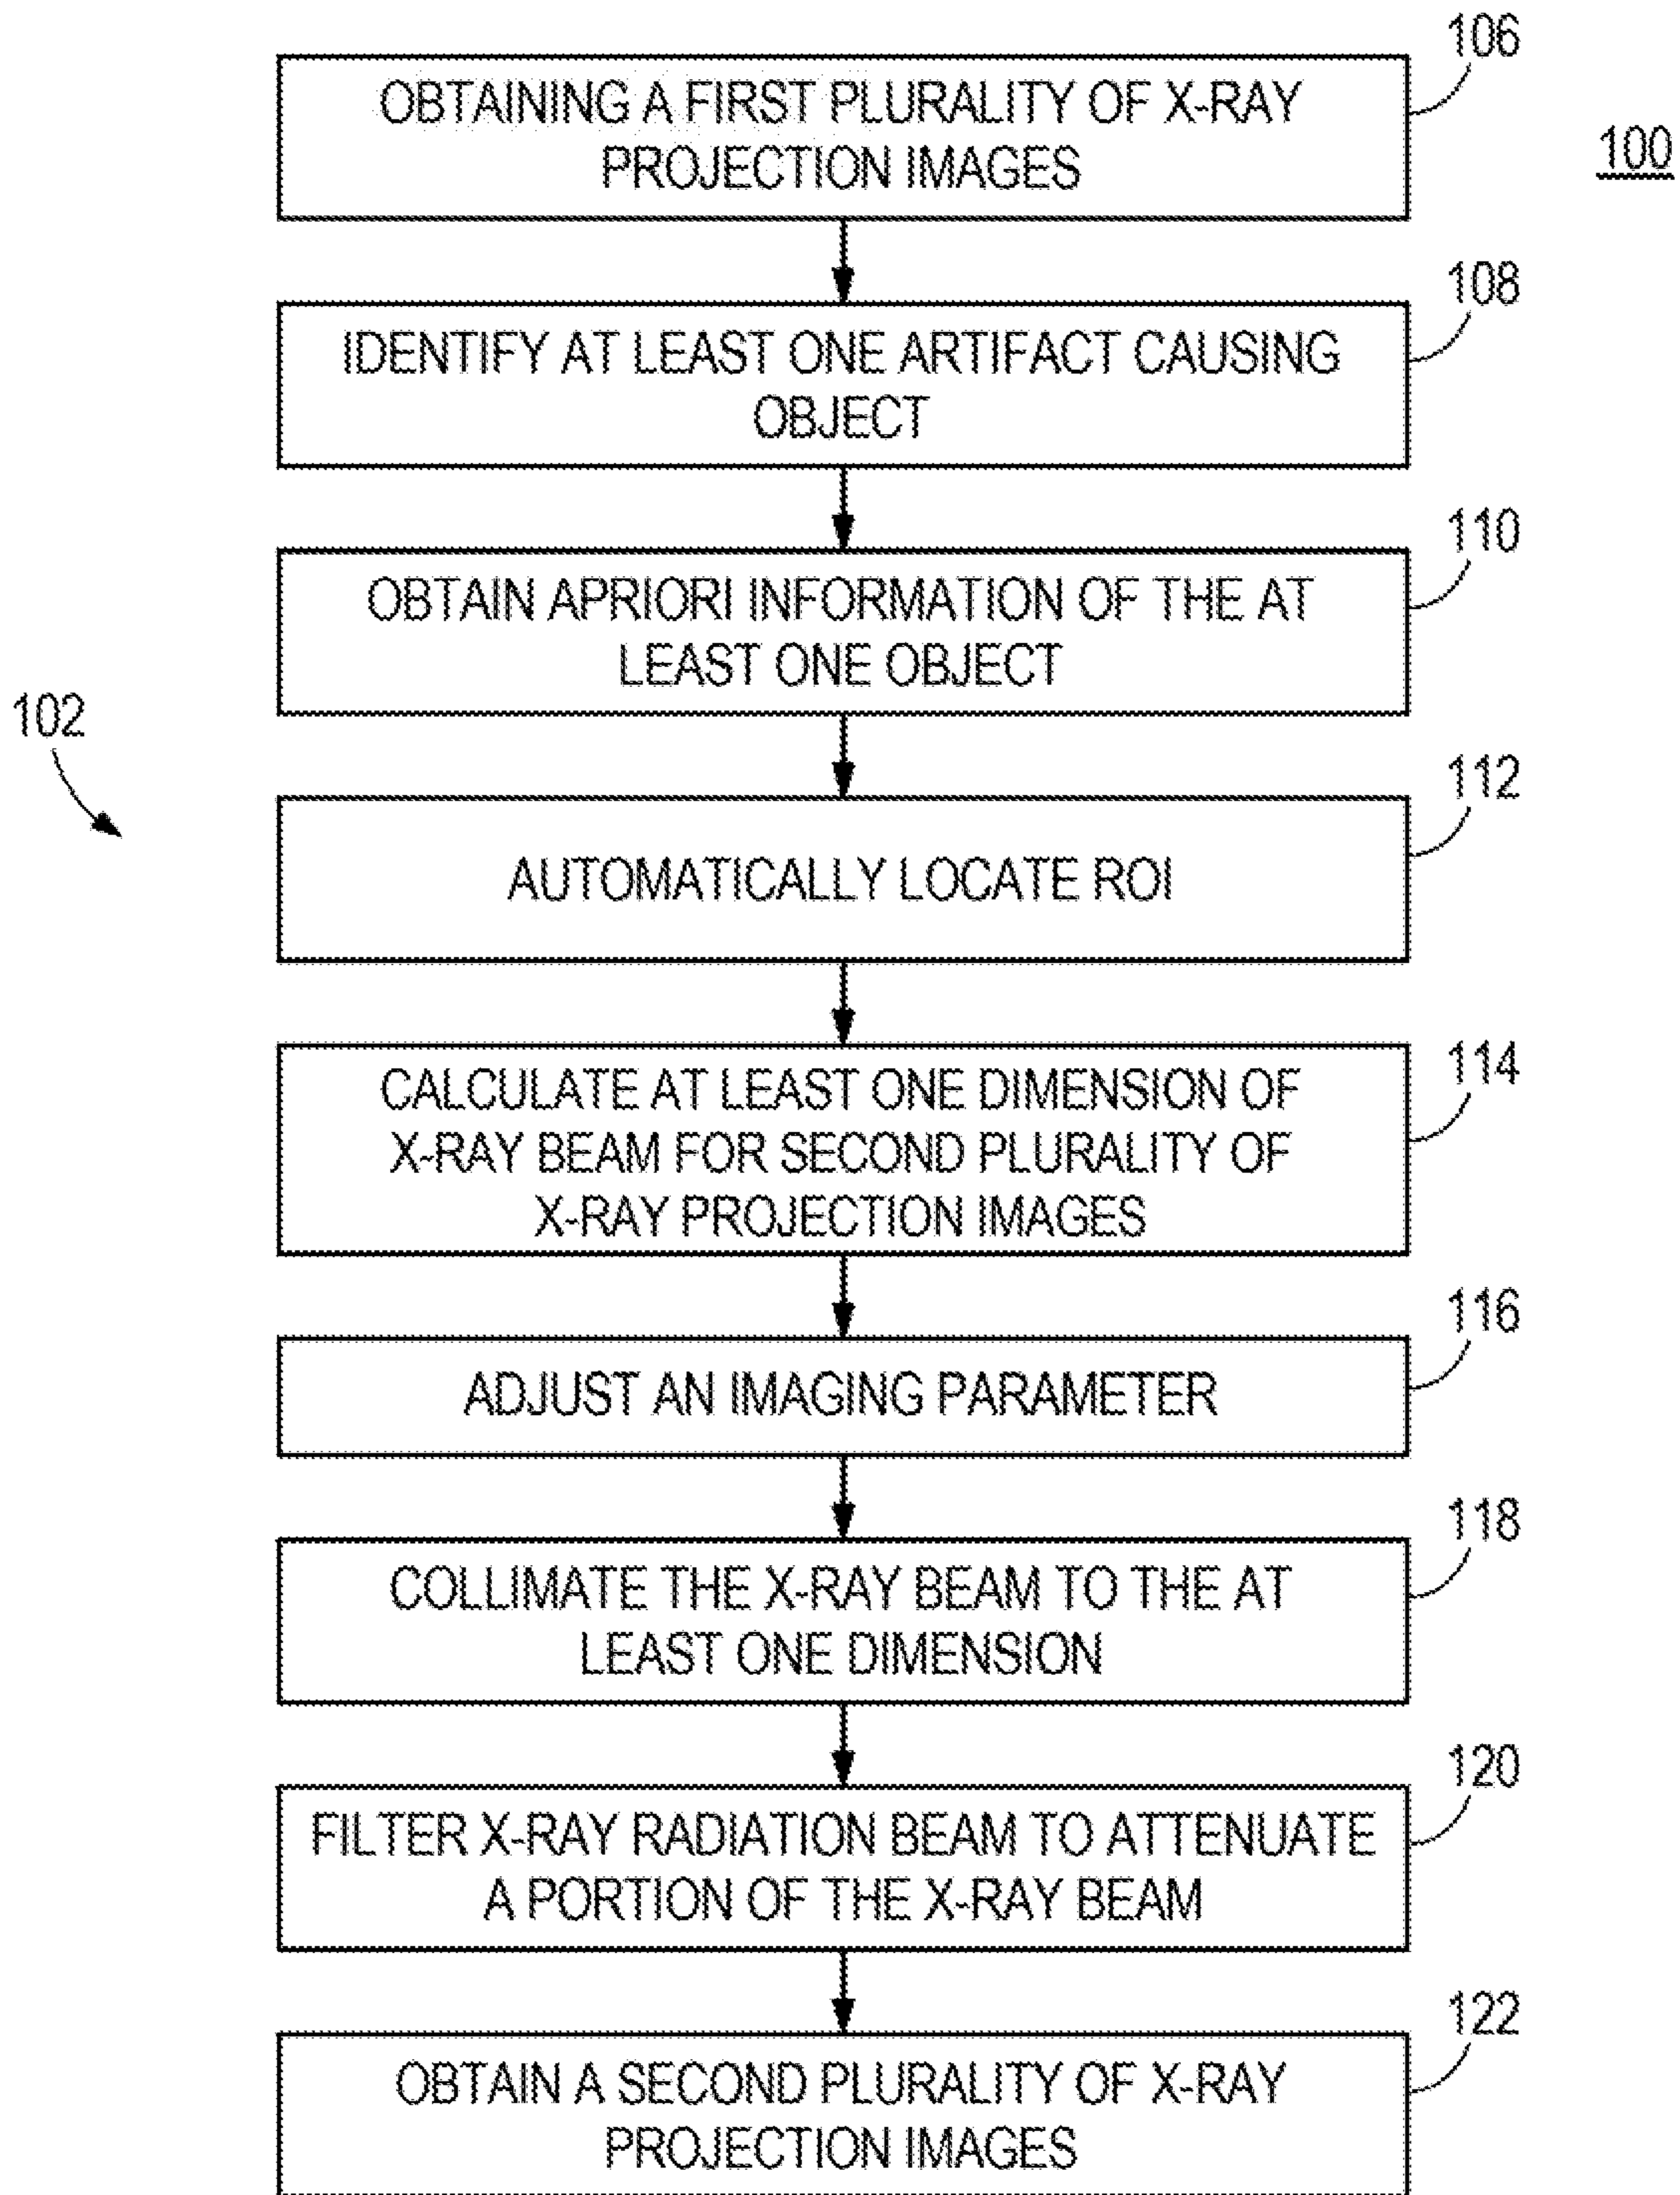 106
OBTAINING A FIRST PLURALITY OF X-RAY
PROJECTION IMAGES
100
108
IDENTIFY AT LEAST ONE ARTIFACT CAUSING
OBJECT
110
OBTAIN APRIORI INFORMATION OF THE AT
LEAST ONE OBJECT
102
112
AUTOMATICALLY LOCATE ROI
114
CALCULATE AT LEAST ONE DIMENSION OF
X-RAY BEAM FOR SECOND PLURALITY OF
X-RAY PROJECTION IMAGES
116
ADJUST AN IMAGING PARAMETER
118
COLLIMATE THE X-RAY BEAM TO THE AT
LEAST ONE DIMENSION
120
FILTER X-RAY RADIATION BEAM TO ATTENUATE
A PORTION OF THE X-RAY BEAM
122
OBTAIN A SECOND PLURALITY OF X-RAY
PROJECTION IMAGES